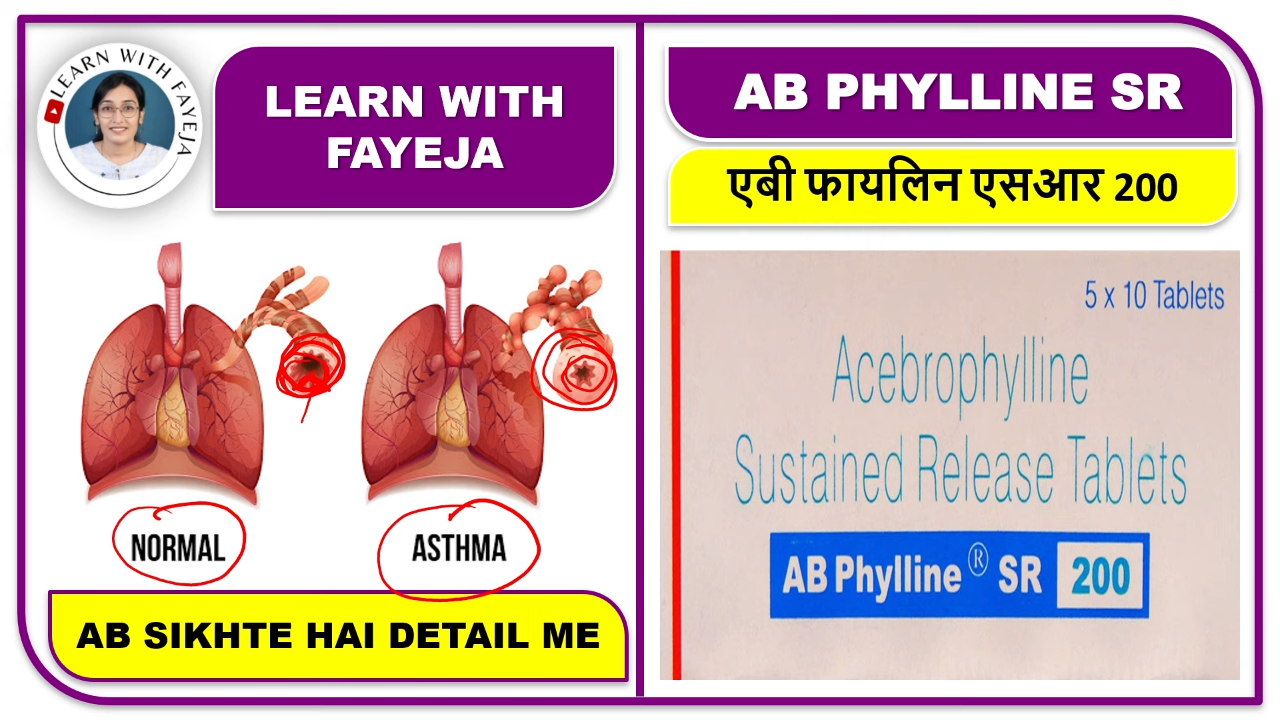 LEARN WITH FAYEJA
LEARN WITH
FAYEJA
NORMAL
ASTHMA
AB SIKHTE HAI DETAIL ME
AB PHYLLINE SR
एबी फायलिन एसआर 200
5 x 10 Tablets
Acebrophylline
Sustained Release Tablets
AB Phylline® SR 200